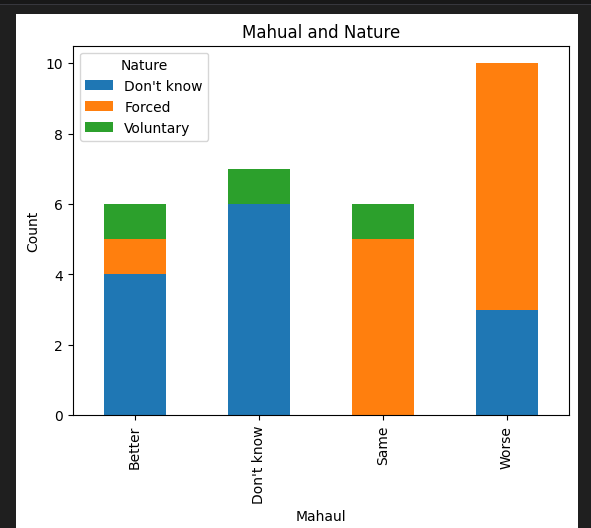 Mahual and Nature
Nature
Don't know
Forced
Voluntary
10
8
6
4
2
0
Count
Better
Don't know
Same
Worse
Mahaul